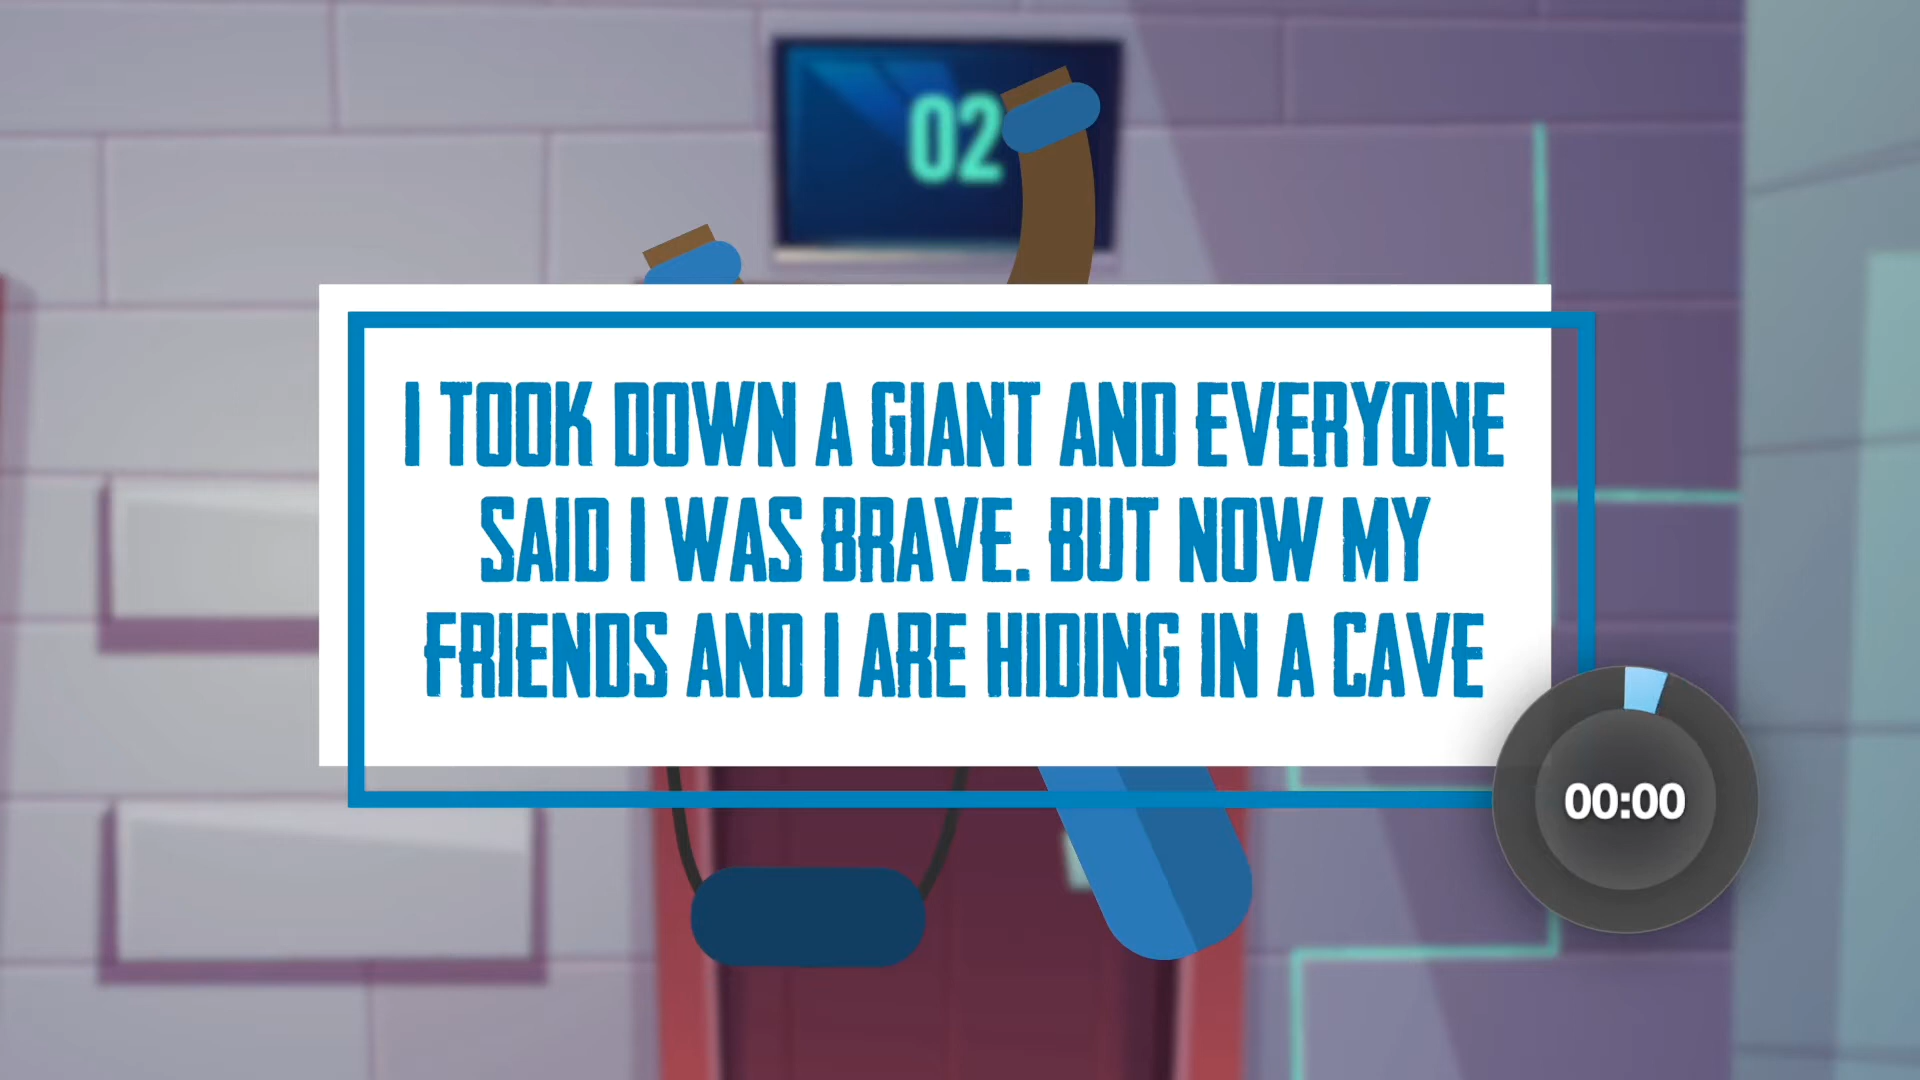 02
I TOOK DOWN A GIANT AND EVERYONE
SAID I WAS BRAVE. BUT NOW MY
FRIENDS AND I ARE HIDING IN A CAVE
00:00